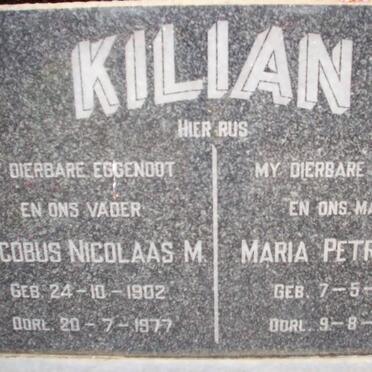 KILIAN
HIER RUS
DIERBARE EGGENOOT
EN ONS VADER
COBUS NICOLAAS M.
GEB. 24-10-1902
OORL. 20-7-1977
MY DIERBARE
EN ONS MA
MARIA PETR
GEB. 7-5-
OORL. 9-8-